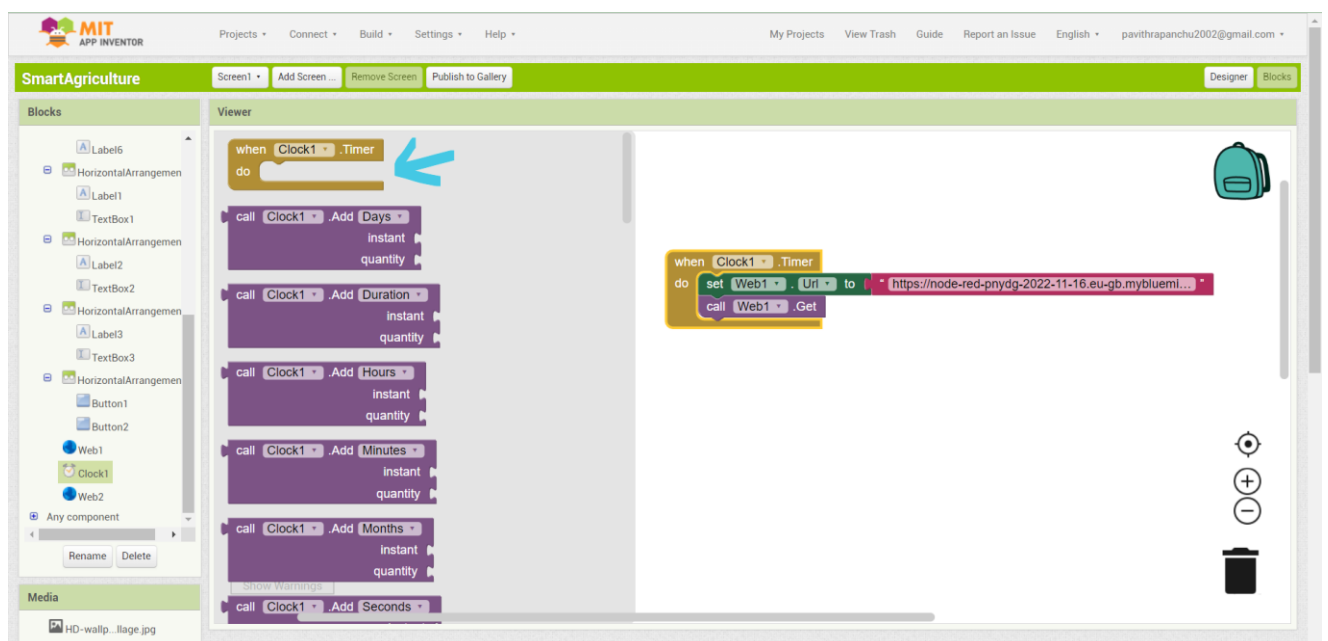 MIT
APP INVENTOR
Projects Connect Build Settings Help My Projects View Trash Guide Report an Issue English pavithrapanchu2002@gmail.com
SmartAgriculture Screen1 Add Screen ... Remove Screen Publish to Gallery Designer Blocks
Blocks
Label6
HorizontalArrangemen
Label1
TextBox1
HorizontalArrangemen
Label2
TextBox2
HorizontalArrangemen
Label3
TextBox3
HorizontalArrangemen
Button1
Button2
Web1
Clock1
Web2
Any component
Rename Delete
Media
HD-wallp...llage.jpg
Viewer
when Clock1 .Timer
do
call Clock1 .Add Days
instant
quantity
call Clock1 .Add Duration
instant
quantity
call Clock1 .Add Hours
instant
quantity
call Clock1 .Add Minutes
instant
quantity
call Clock1 .Add Months
instant
quantity
Show Warnings
call Clock1 .Add Seconds
when Clock1 .Timer
do set Web1 . Url to " https://node-red-pnydg-2022-11-16.eu-gb.mybluemi... "
call Web1 .Get